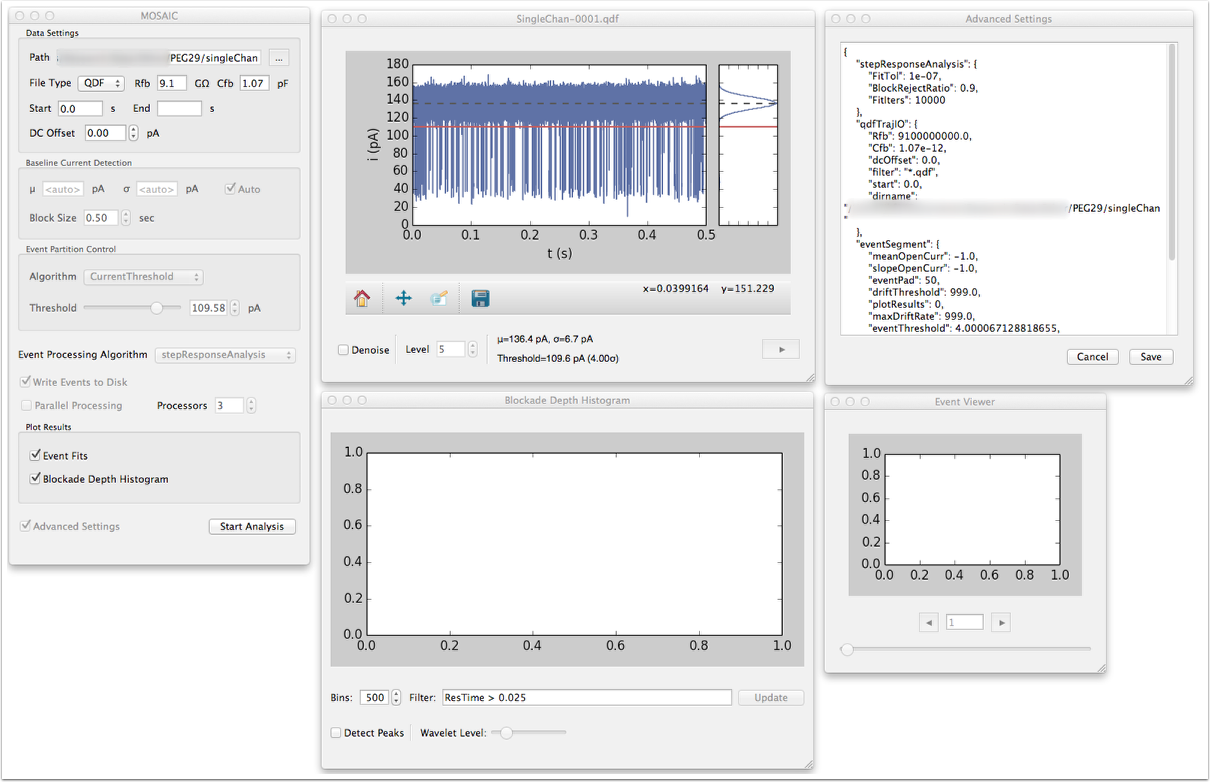 MOSAIC
Data Settings
Path PEG29/singleChan ...
File Type QDF Rfb 9.1 GΩ Cfb 1.07 pF
Start 0.0 s End s
DC Offset 0.00 pA
Baseline Current Detection
μ <auto> pA σ <auto> pA Auto
Block Size 0.50 sec
Event Partition Control
Algorithm CurrentThreshold
Threshold 109.58 pA
Event Processing Algorithm stepResponseAnalysis
Write Events to Disk
Parallel Processing Processors 3
Plot Results
Event Fits
Blockade Depth Histogram
Advanced Settings Start Analysis
SingleChan-0001.qdf
180
160
140
120
100
80
60
40
20
0
i (pA)
0.0 0.1 0.2 0.3 0.4 0.5
t (s)
x=0.0399164 y=151.229
Denoise Level 5
μ=136.4 pA, σ=6.7 pA
Threshold=109.6 pA (4.00σ)
Blockade Depth Histogram
1.0
0.8
0.6
0.4
0.2
0.0
0.0 0.2 0.4 0.6 0.8 1.0
Bins: 500 Filter: ResTime > 0.025 Update
Detect Peaks Wavelet Level:
Advanced Settings
{
"stepResponseAnalysis": {
"FitTol": 1e-07,
"BlockRejectRatio": 0.9,
"FitIters": 10000
},
"qdfTrajIO": {
"Rfb": 9100000000.0,
"Cfb": 1.07e-12,
"dcOffset": 0.0,
"filter": "*.qdf",
"start": 0.0,
"dirname":
"/PEG29/singleChan
"
},
"eventSegment": {
"meanOpenCurr": -1.0,
"slopeOpenCurr": -1.0,
"eventPad": 50,
"driftThreshold": 999.0,
"plotResults": 0,
"maxDriftRate": 999.0,
"eventThreshold": 4.000067128818655,
Cancel Save
Event Viewer
1.0
0.8
0.6
0.4
0.2
0.0
0.0 0.2 0.4 0.6 0.8 1.0
1